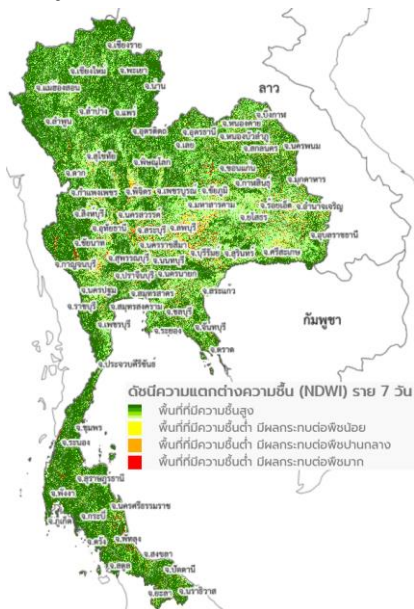 จ.เชียงราย
จ.เชียงใหม่
จ.พะเยา
จ.แม่ฮ่องสอน
จ.น่าน
ลาว
จ.ลำปาง
จ.แพร่
จ.ลำพูน
จ.บึงกาฬ
จ.หนองคาย
จ.อุตรดิตถ์
จ.อุดรธานี
จ.หนองบัวลำภู
จ.เลย
จ.สกลนคร
จ.นครพนม
จ.สุโขทัย
จ.พิษณุโลก
จ.ตาก
จ.ขอนแก่น
จ.กาฬสินธุ์
จ.มุกดาหาร
จ.กำแพงเพชร
จ.พิจิตร
จ.เพชรบูรณ์
จ.ชัยภูมิ
จ.มหาสารคาม
จ.ร้อยเอ็ด
จ.อำนาจเจริญ
จ.ยโสธร
จ.สิงห์บุรี
จ.นครสวรรค์
จ.อุทัยธานี
จ.สระบุรี
จ.ลพบุรี
จ.อุบลราชธานี
จ.ชัยนาท
จ.นครราชสีมา
จ.บุรีรัมย์
จ.สุรินทร์
จ.ศรีสะเกษ
จ.กาญจนบุรี
จ.สุพรรณบุรี
จ.นนทบุรี
จ.ปราจีนบุรี
จ.นครนายก
จ.สระแก้ว
จ.นครปฐม
จ.สมุทรสาคร
จ.ราชบุรี
จ.สมุทรสงคราม
จ.ชลบุรี
กัมพูชา
จ.เพชรบุรี
จ.ระยอง
จ.จันทบุรี
จ.ตราด
จ.ประจวบคีรีขันธ์
ดัชนีความแตกต่างความชื้น (NDWI) ราย 7 วัน
พื้นที่ที่มีความชื้นสูง
พื้นที่ที่มีความชื้นต่ำ มีผลกระทบต่อพืชน้อย
พื้นที่ที่มีความชื้นต่ำ มีผลกระทบต่อพืชปานกลาง
พื้นที่ที่มีความชื้นต่ำ มีผลกระทบต่อพืชมาก
จ.ชุมพร
จ.ระนอง
จ.สุราษฎร์ธานี
จ.พังงา
จ.นครศรีธรรมราช
จ.ภูเก็ต
จ.กระบี่
จ.ตรัง
จ.พัทลุง
จ.สงขลา
จ.สตูล
จ.ปัตตานี
จ.ยะลา
จ.นราธิวาส